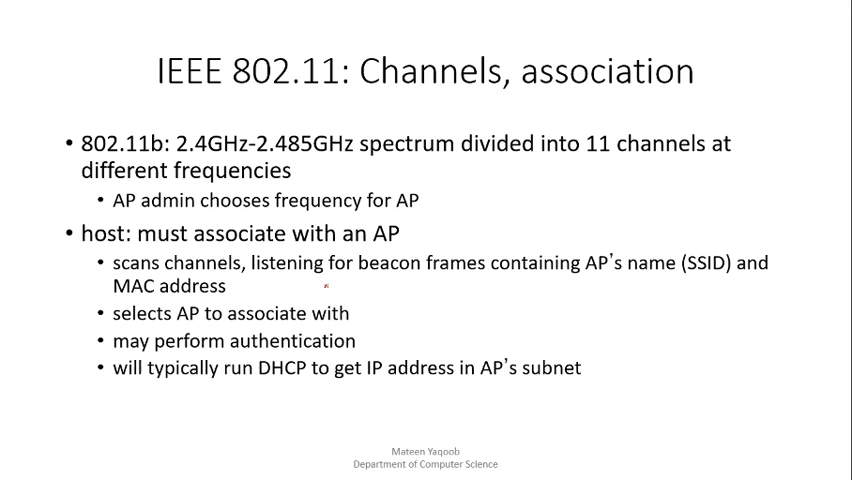 IEEE 802.11: Channels, association
• 802.11b: 2.4GHz-2.485GHz spectrum divided into 11 channels at
different frequencies
• AP admin chooses frequency for AP
• host: must associate with an AP
• scans channels, listening for beacon frames containing AP’s name (SSID) and
MAC address
• selects AP to associate with
• may perform authentication
• will typically run DHCP to get IP address in AP’s subnet
Mateen Yaqoob
Department of Computer Science